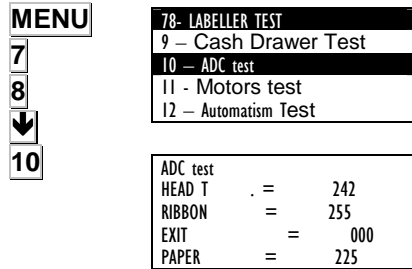 MENU
7
8
10
78- LABELLER TEST
9 – Cash Drawer Test
10 – ADC test
11 - Motors test
12 – Automatism Test
ADC test
HEAD T . = 242
RIBBON = 255
EXIT = 000
PAPER = 225